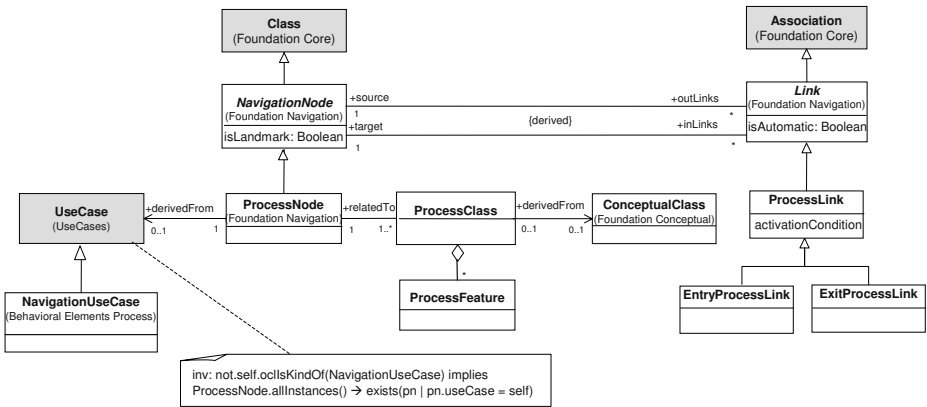 Class
(Foundation Core)
Association
(Foundation Core)
NavigationNode
(Foundation Navigation)
isLandmark: Boolean
+source
1
+outLinks
*
{derived}
+target
1
+inLinks
*
Link
(Foundation Navigation)
isAutomatic: Boolean
UseCase
(UseCases)
+derivedFrom
0..1
1
ProcessNode
(Foundation Navigation)
+relatedTo
1
1..*
ProcessClass
+derivedFrom
0..1
0..1
ConceptualClass
(Foundation Conceptual)
ProcessLink
activationCondition
*
NavigationUseCase
(Behavioral Elements Process)
ProcessFeature
EntryProcessLink
ExitProcessLink
inv: not.self.oclIsKindOf(NavigationUseCase) implies
ProcessNode.allInstances() → exists(pn | pn.useCase = self)